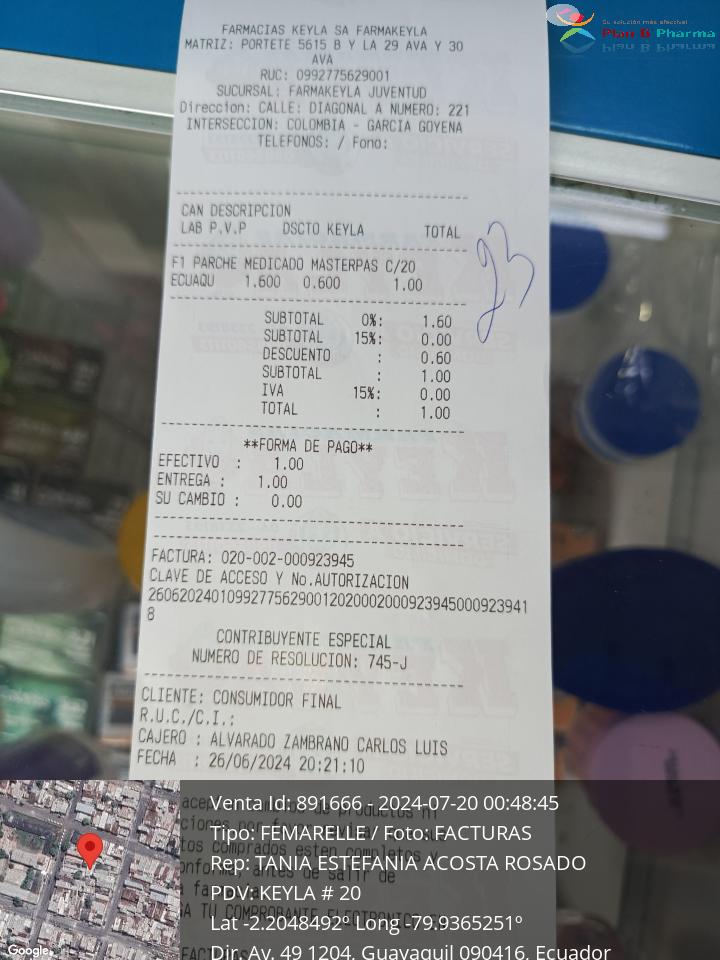 Su solución más efectiva!
Plan B Pharma
FARMACIAS KEYLA SA FARMAKEYLA
MATRIZ: PORTETE 5615 B Y LA 29 AVA Y 30
AVA
RUC: 0992775629001
SUCURSAL: FARMAKEYLA JUVENTUD
Direccion: CALLE: DIAGONAL A NUMERO: 221
INTERSECCION: COLOMBIA - GARCIA GOYENA
TELEFONOS: / Fono:
CAN DESCRIPCION
LAB P.V.P DSCTO KEYLA TOTAL
F1 PARCHE MEDICADO MASTERPAS C/20
ECUAQU 1.600 0.600 1.00
SUBTOTAL 0%: 1.60
SUBTOTAL 15%: 0.00
DESCUENTO : 0.60
SUBTOTAL : 1.00
IVA 15%: 0.00
TOTAL : 1.00
**FORMA DE PAGO**
EFECTIVO : 1.00
ENTREGA : 1.00
SU CAMBIO : 0.00
FACTURA: 020-002-000923945
CLAVE DE ACCESO Y No.AUTORIZACION
260620240109927756290012020002000923945000923941
8
CONTRIBUYENTE ESPECIAL
NUMERO DE RESOLUCION: 745-J
CLIENTE: CONSUMIDOR FINAL
R.U.C./C.I.:
CAJERO : ALVARADO ZAMBRANO CARLOS LUIS
FECHA : 26/06/2024 20:21:10
Venta Id: 891666 - 2024-07-20 00:48:45
Tipo: FEMARELLE / Foto: FACTURAS
Rep: TANIA ESTEFANIA ACOSTA ROSADO
PDV: KEYLA # 20
Lat -2.2048492 - Long -79.9365251º
Dir. Av. 49 1204, Guayaquil 090416, Ecuador
Google